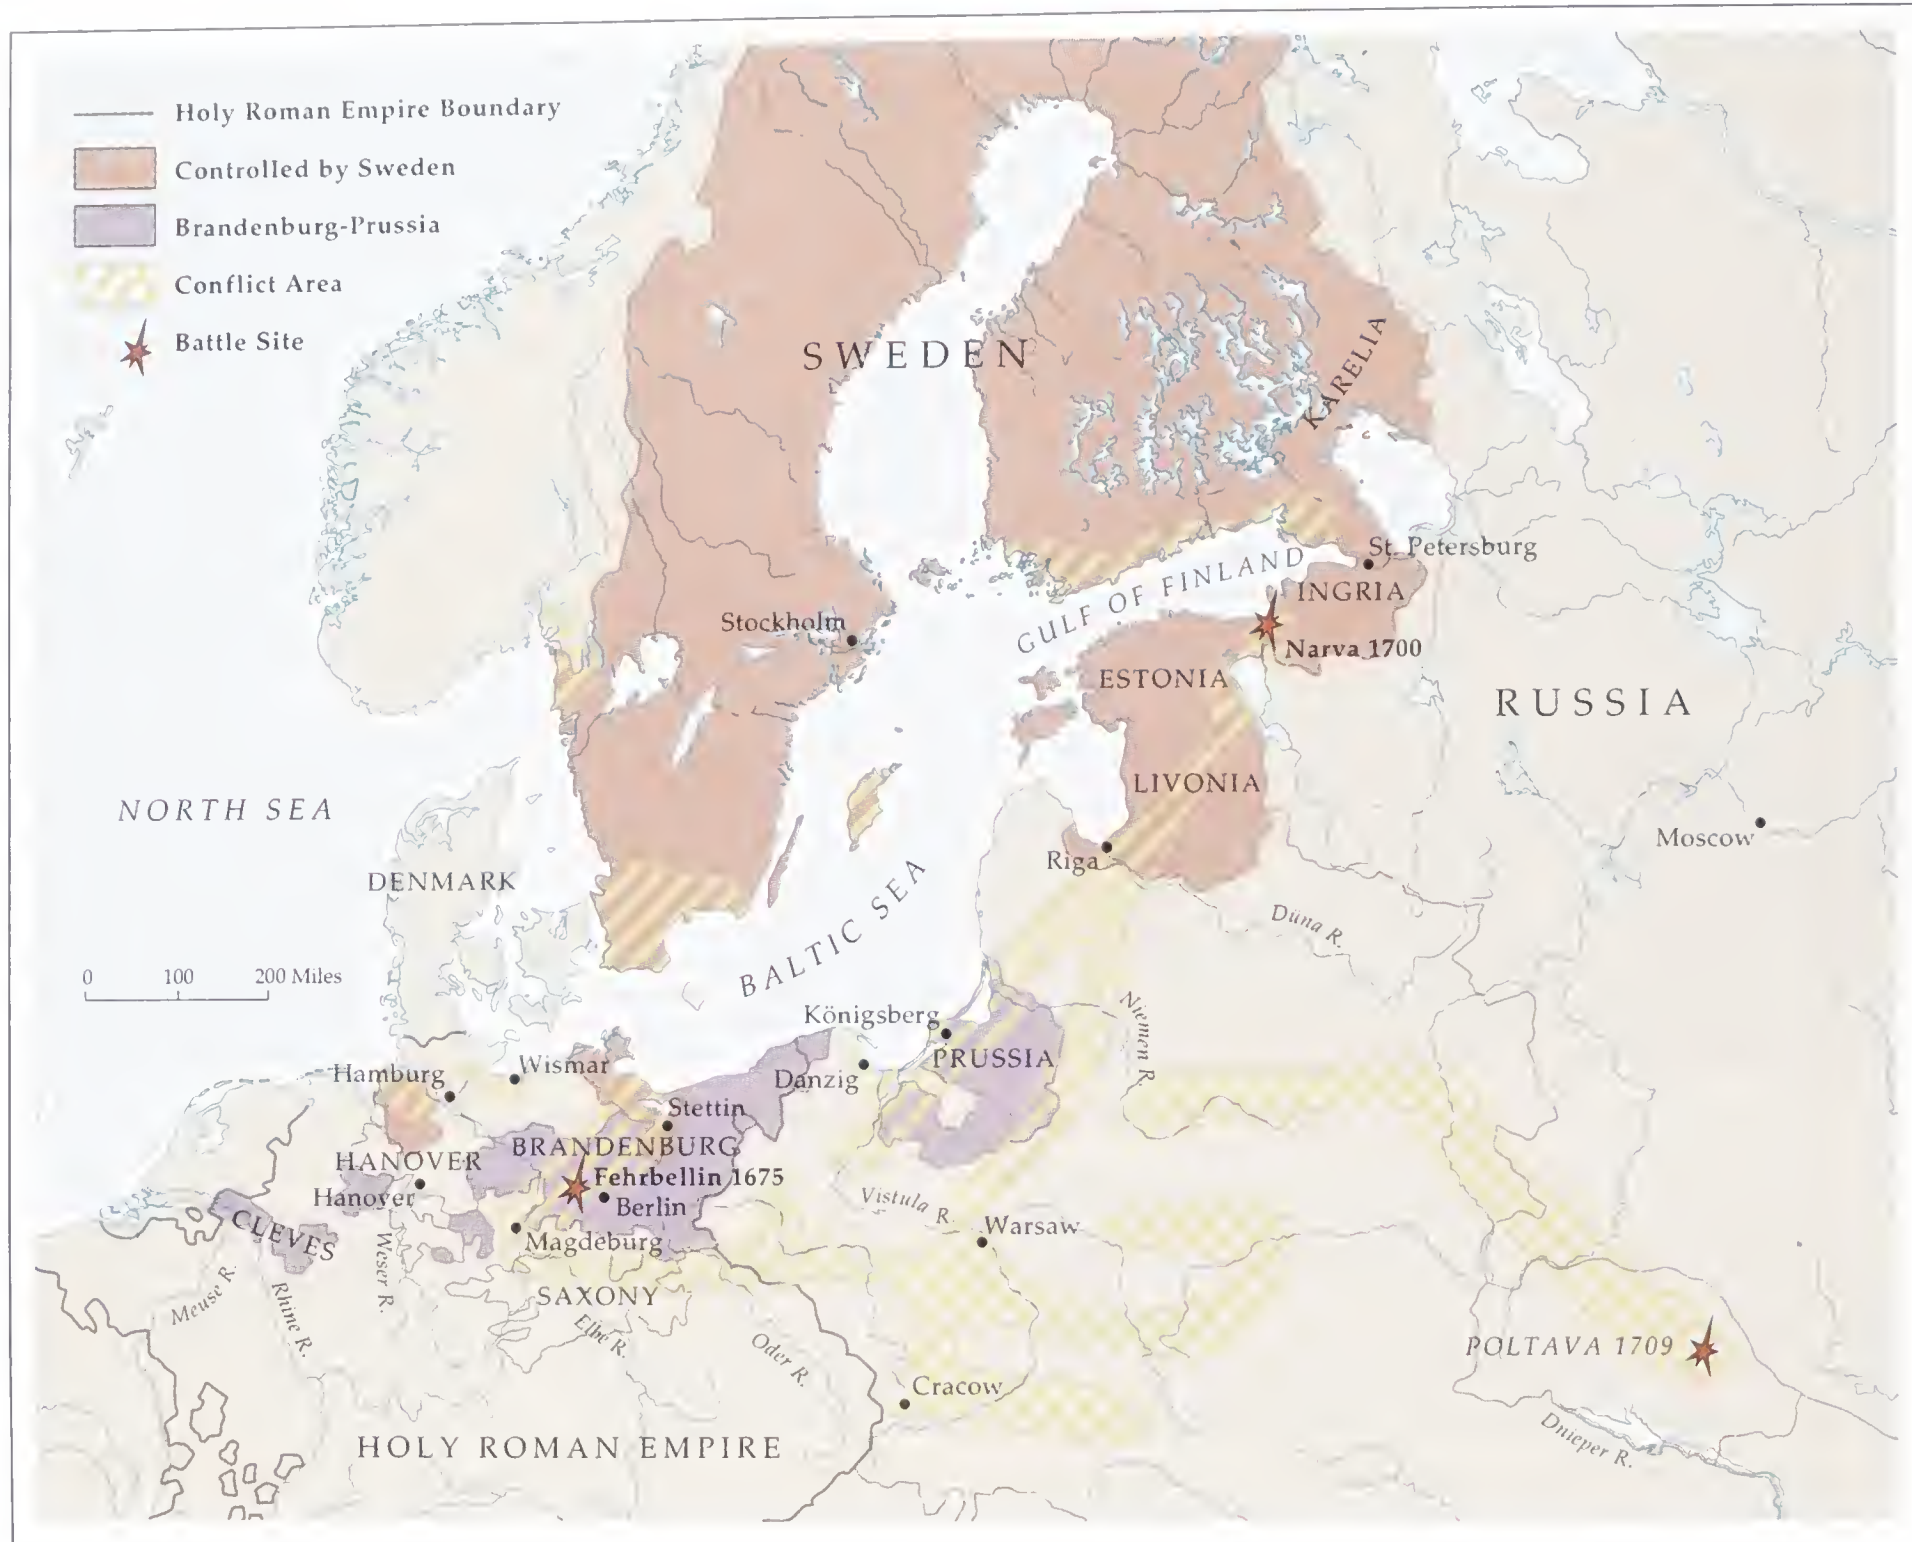 Holy Roman Empire Boundary
Controlled by Sweden
Brandenburg-Prussia
Conflict Area
Battle Site
SWEDEN
KARELIA
St. Petersburg
GULF OF FINLAND
INGRIA
Stockholm
Narva 1700
ESTONIA
RUSSIA
LIVONIA
NORTH SEA
Moscow
Riga
DENMARK
BALTIC SEA
Düna R.
0 100 200 Miles
Niemen R.
Königsberg
PRUSSIA
Wismar
Hamburg
Danzig
Stettin
BRANDENBURG
HANOVER
Fehrbellin 1675
Hanover
Berlin
CLEVES
Vistula R.
Warsaw
Magdeburg
Weser R.
Meuse R.
Rhine R.
SAXONY
Elbe R.
Oder R.
POLTAVA 1709
Cracow
Dnieper R.
HOLY ROMAN EMPIRE